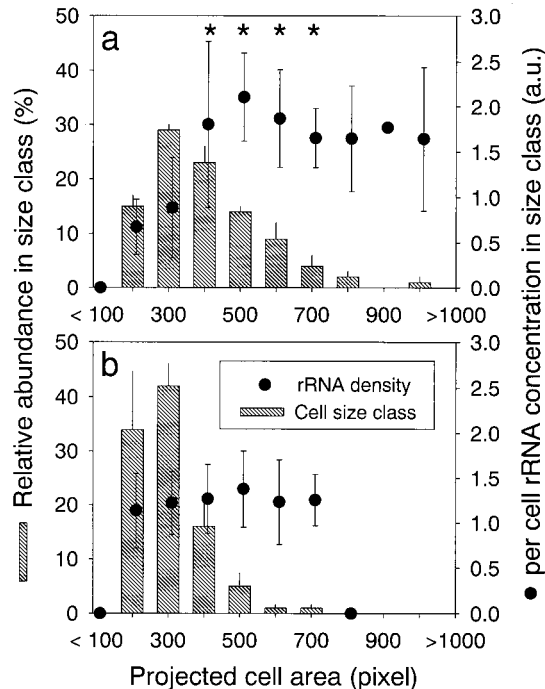 a
* * * *
50
40
30
20
10
0
3.0
2.5
2.0
1.5
1.0
0.5
0.0
< 100 300 500 700 900 >1000
b
rRNA density
Cell size class
50
40
30
20
10
0
3.0
2.5
2.0
1.5
1.0
0.5
0.0
< 100 300 500 700 900 >1000
Projected cell area (pixel)
Relative abundance in size class (%)
per cell rRNA concentration in size class (a.u.)